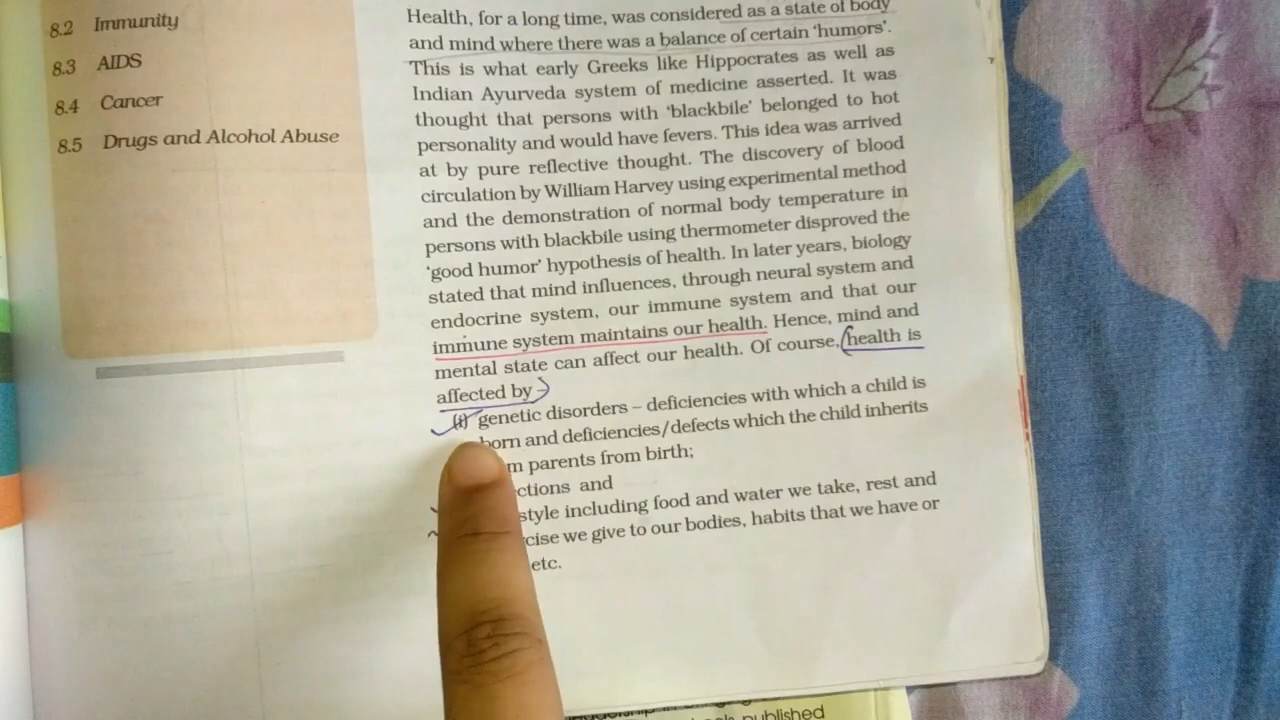 8.2 Immunity
8.3 AIDS
8.4 Cancer
8.5 Drugs and Alcohol Abuse
Health, for a long time, was considered as a state of body
and mind where there was a balance of certain 'humors'.
This is what early Greeks like Hippocrates as well as
Indian Ayurveda system of medicine asserted. It was
thought that persons with 'blackbile' belonged to hot
personality and would have fevers. This idea was arrived
at by pure reflective thought. The discovery of blood
circulation by William Harvey using experimental method
and the demonstration of normal body temperature in
persons with blackbile using thermometer disproved the
'good humor' hypothesis of health. In later years, biology
stated that mind influences, through neural system and
endocrine system, our immune system and that our
immune system maintains our health. Hence, mind and
mental state can affect our health. Of course, health is
affected by –
(i) genetic disorders – deficiencies with which a child is
born and deficiencies/defects which the child inherits
parents from birth;
and
including food and water we take, rest and
we give to our bodies, habits that we have or
etc.
published